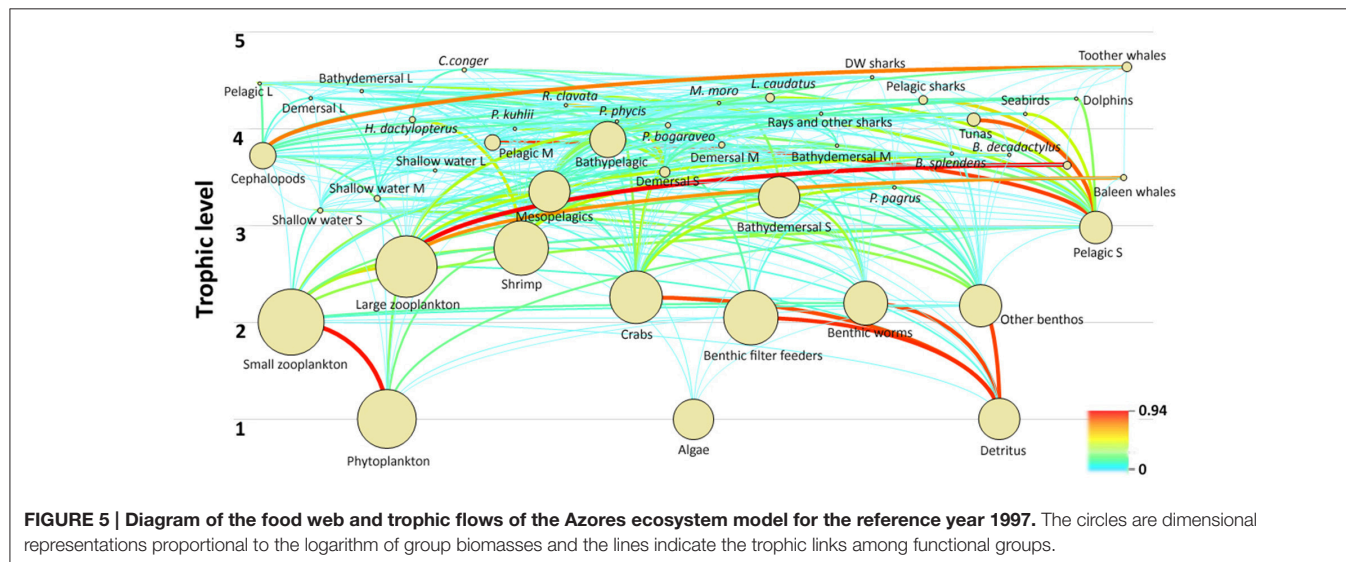 5
C.conger
Toother whales
DW sharks
Bathydemersal L
L. caudatus
Pelagic L
M. moro
Pelagic sharks
R. clavata
Seabirds
Dolphins
Demersal L
P. kuhlii
P. phycis
Rays and other sharks
H. dactylopterus
P. bogaraveo
Tunas
4
B. decadactylus
Pelagic M
Demersal M
Bathydemersal M
Shallow water L
Bathypelagic
B. splendens
Cephalopods
Demersal S
Shallow water M
Baleen whales
P. pagrus
Shallow water S
Mesopelagics
Bathydemersal S
3
Pelagic S
Trophic level
Shrimp
Large zooplankton
Other benthos
2
Crabs
Benthic worms
Benthic filter feeders
Small zooplankton
0.94
1
Algae
Detritus
Phytoplankton
0
FIGURE 5 | Diagram of the food web and trophic flows of the Azores ecosystem model for the reference year 1997. The circles are dimensional
representations proportional to the logarithm of group biomasses and the lines indicate the trophic links among functional groups.